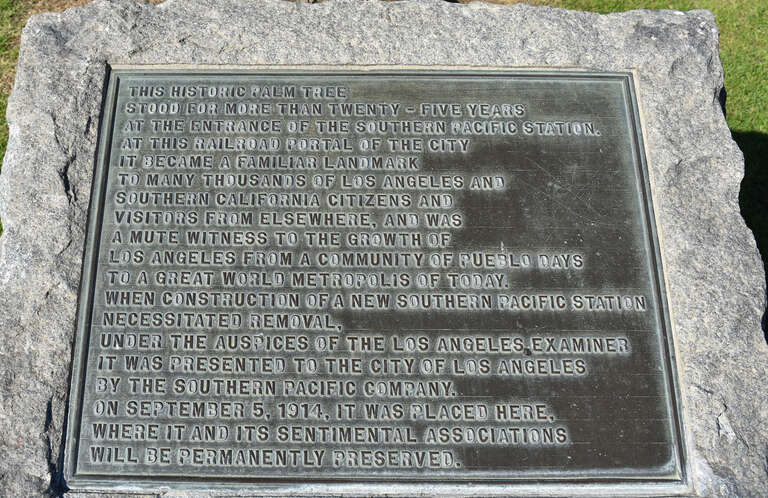 THIS HISTORIC PALM TREE
STOOD FOR MORE THAN TWENTY - FIVE YEARS
AT THE ENTRANCE OF THE SOUTHERN PACIFIC STATION.
AT THIS RAILROAD PORTAL OF THE CITY
IT BECAME A FAMILIAR LANDMARK
TO MANY THOUSANDS OF LOS ANGELES AND
SOUTHERN CALIFORNIA CITIZENS AND
VISITORS FROM ELSEWHERE, AND WAS
A MUTE WITNESS TO THE GROWTH OF
LOS ANGELES FROM A COMMUNITY OF PUEBLO DAYS
TO A GREAT WORLD METROPOLIS OF TODAY.
WHEN CONSTRUCTION OF A NEW SOUTHERN PACIFIC STATION
NECESSITATED REMOVAL,
UNDER THE AUSPICES OF THE LOS ANGELES EXAMINER
IT WAS PRESENTED TO THE CITY OF LOS ANGELES
BY THE SOUTHERN PACIFIC COMPANY.
ON SEPTEMBER 5, 1914, IT WAS PLACED HERE,
WHERE IT AND ITS SENTIMENTAL ASSOCIATIONS
WILL BE PERMANENTLY PRESERVED.